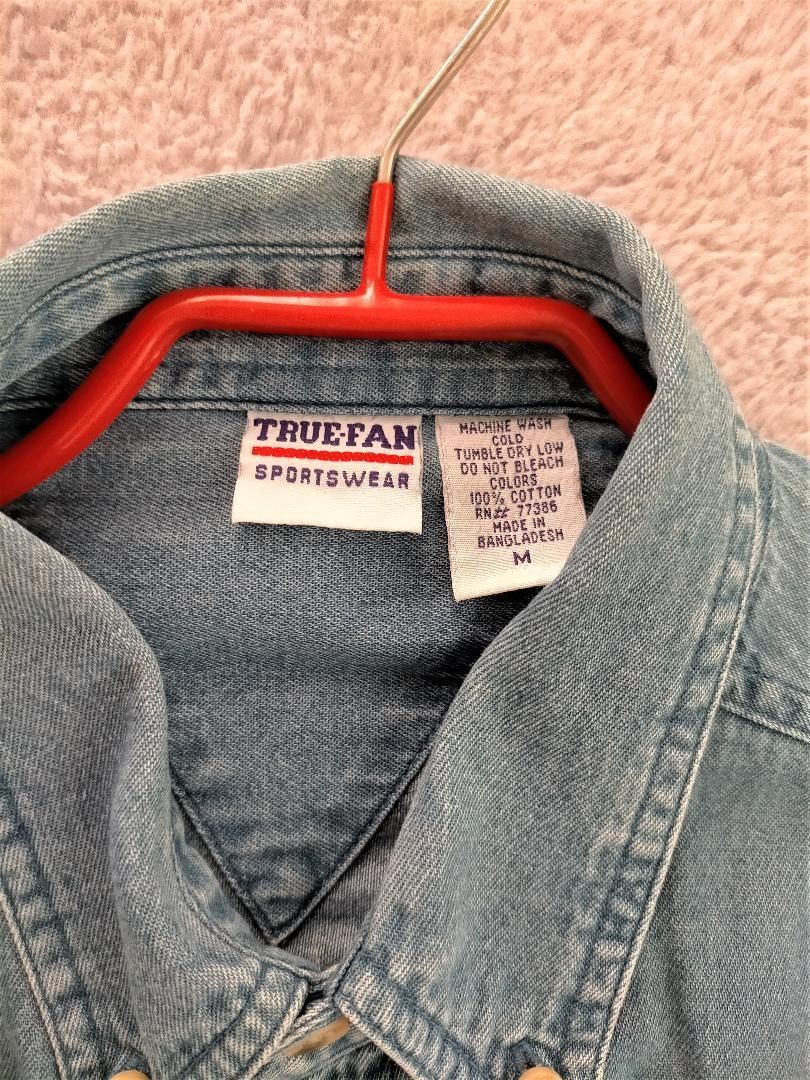 TRUE-FAN
SPORTSWEAR
MACHINE WASH
COLD
TUMBLE DRY LOW
DO NOT BLEACH
COLORS
100% COTTON
RN# 77386
MADE IN
BANGLADESH
M